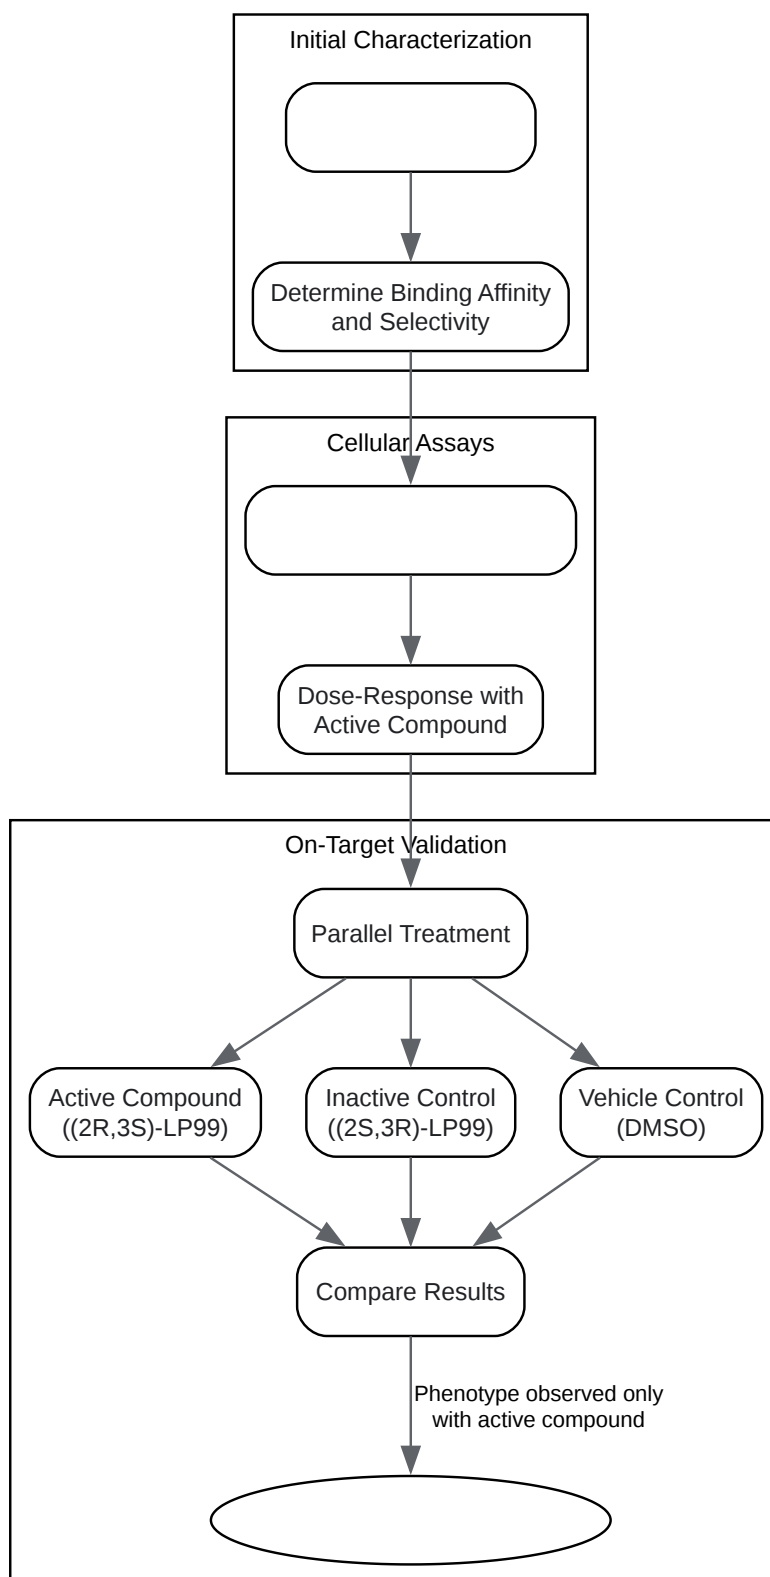 Initial Characterization
Determine Binding Affinity
and Selectivity
Cellular Assays
Dose-Response with
Active Compound
On-Target Validation
Parallel Treatment
Active Compound
((2R,3S)-LP99)
Inactive Control
((2S,3R)-LP99)
Vehicle Control
(DMSO)
Compare Results
Phenotype observed only
with active compound